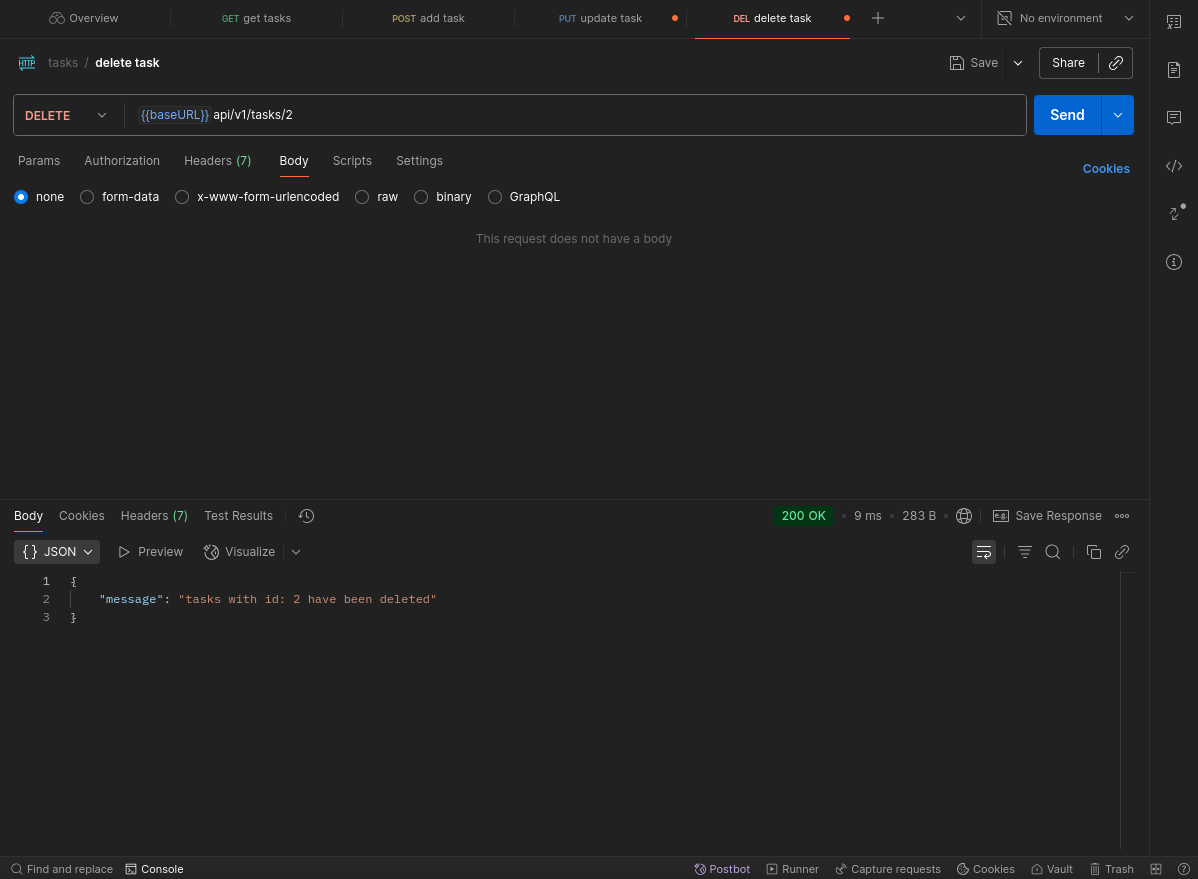 Overview GET get tasks POST add task PUT update task DEL delete task No environment
HTTP tasks / delete task Save Share
DELETE {{baseURL}} api/v1/tasks/2 Send
Params Authorization Headers (7) Body Scripts Settings Cookies
none form-data x-www-form-urlencoded raw binary GraphQL
This request does not have a body
Body Cookies Headers (7) Test Results 200 OK • 9 ms • 283 B • e.g. Save Response
{} JSON Preview Visualize
1 {
2 "message": "tasks with id: 2 have been deleted"
3 }
Find and replace Console Postbot Runner Capture requests Cookies Vault Trash